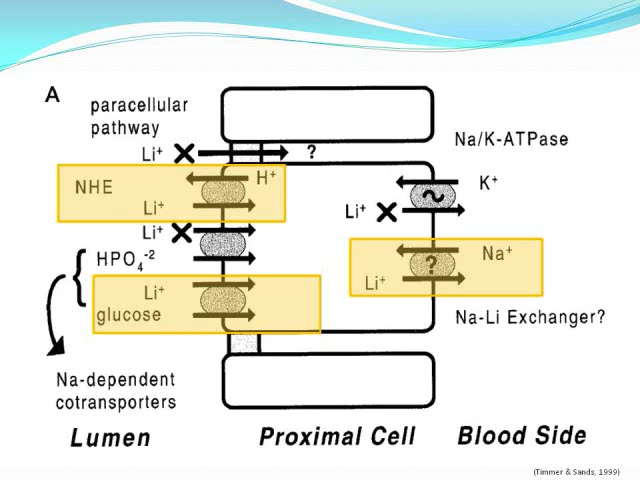 A
paracellular
pathway
Li⁺
?
Na/K-ATPase
NHE
H⁺
Li⁺
K⁺
Li⁺
Li⁺
HPO₄⁻²
~
Na⁺
?
Li⁺
Li⁺
glucose
Na-Li Exchanger?
Na-dependent
cotransporters
Lumen
Proximal Cell
Blood Side
(Timmer & Sands, 1999)